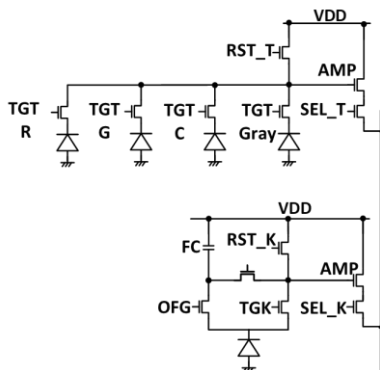 VDD
RST_T
AMP
TGT R
TGT G
TGT C
TGT Gray
SEL_T
VDD
FC
RST_K
AMP
OFG
TGK
SEL_K